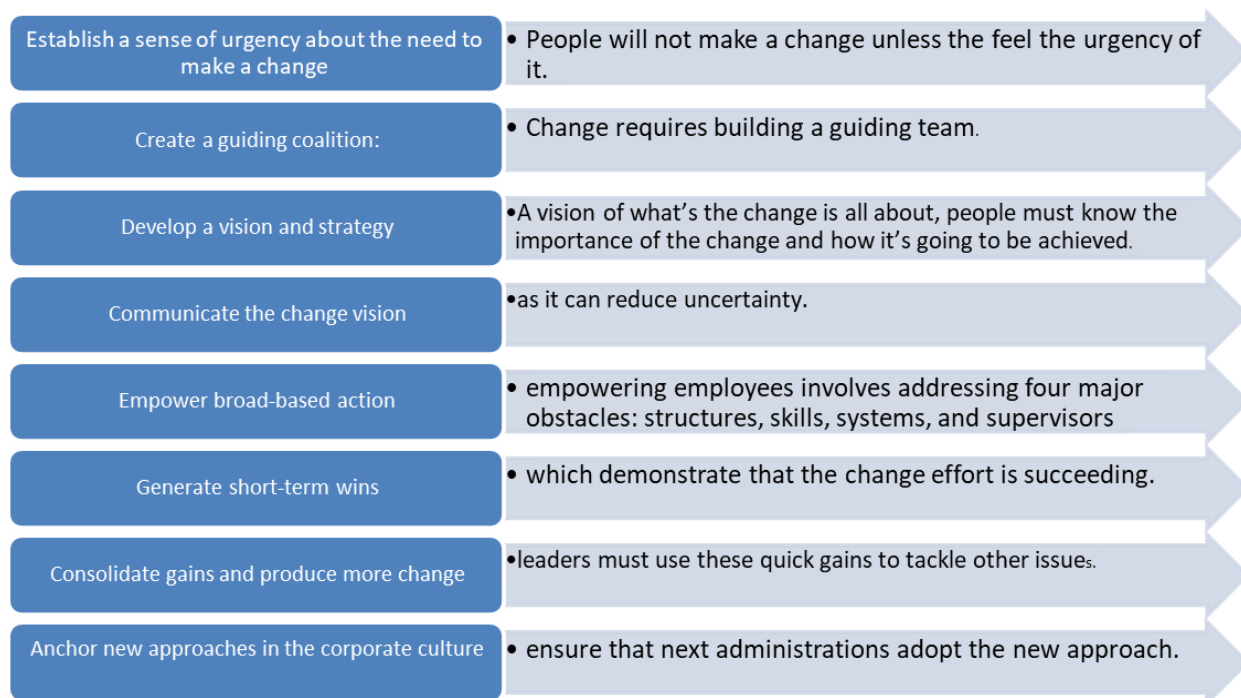 Establish a sense of urgency about the need to
make a change
• People will not make a change unless the feel the urgency of
it.
Create a guiding coalition:
• Change requires building a guiding team.
Develop a vision and strategy
•A vision of what’s the change is all about, people must know the
importance of the change and how it’s going to be achieved.
Communicate the change vision
•as it can reduce uncertainty.
Empower broad-based action
• empowering employees involves addressing four major
obstacles: structures, skills, systems, and supervisors
Generate short-term wins
• which demonstrate that the change effort is succeeding.
Consolidate gains and produce more change
•leaders must use these quick gains to tackle other issues.
Anchor new approaches in the corporate culture
• ensure that next administrations adopt the new approach.